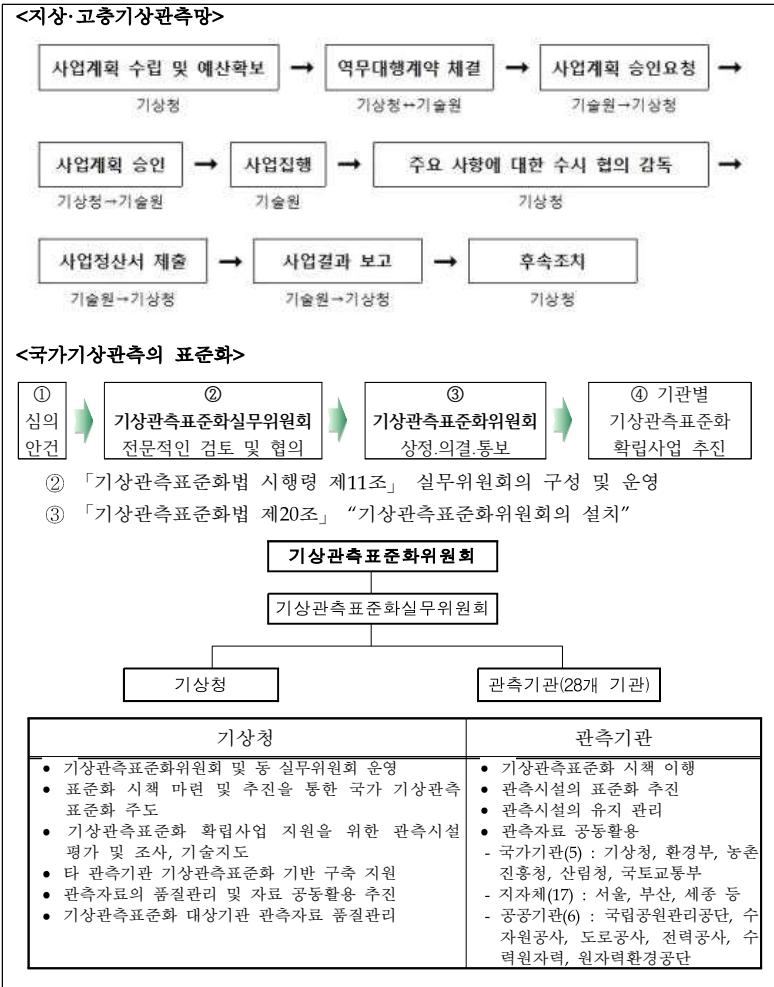 <지상·고층기상관측망>
사업계획 수립 및 예산확보 → 역무대행계약 체결 → 사업계획 승인요청 →
기상청 기상청↔기술원 기술원→기상청
사업계획 승인 → 사업집행 → 주요 사항에 대한 수시 협의 감독 →
기상청→기술원 기술원 기상청
사업정산서 제출 → 사업결과 보고 → 후속조치
기술원→기상청 기술원→기상청 기상청
<국가기상관측의 표준화>
①
심의
안건
②
기상관측표준화실무위원회
전문적인 검토 및 협의
③
기상관측표준화위원회
상정.의결.통보
④ 기관별
기상관측표준화
확립사업 추진
② 「기상관측표준화법 시행령 제11조」 실무위원회의 구성 및 운영
③ 「기상관측표준화법 제20조」 “기상관측표준화위원회의 설치”
기상관측표준화위원회
기상관측표준화실무위원회
기상청
관측기관(28개 기관)
기상청
• 기상관측표준화위원회 및 동 실무위원회 운영
• 표준화 시책 마련 및 추진을 통한 국가 기상관측
표준화 주도
• 기상관측표준화 확립사업 지원을 위한 관측시설
평가 및 조사, 기술지도
• 타 관측기관 기상관측표준화 기반 구축 지원
• 관측자료의 품질관리 및 자료 공동활용 추진
• 기상관측표준화 대상기관 관측자료 품질관리
관측기관
• 기상관측표준화 시책 이행
• 관측시설의 표준화 추진
• 관측시설의 유지 관리
• 관측자료 공동활용
- 국가기관(5) : 기상청, 환경부, 농촌
진흥청, 산림청, 국토교통부
- 지자체(17) : 서울, 부산, 세종 등
- 공공기관(6) : 국립공원관리공단, 수
자원공사, 도로공사, 전력공사, 수
력원자력, 원자력환경공단